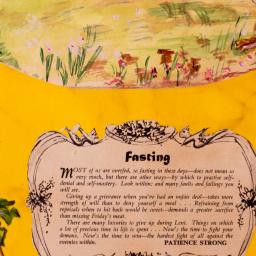 Fasting
MOST of us are overfed, so fasting in these days—does not mean so
very much, but there are other ways—by which to practise self-
denial and self-mastery. Look within; and many faults and failings you
will see.
Giving up a grievance when you've had an unfair deal—takes more
strength of will than to deny yourself a meal . . . Refraining from
reprisals when to hit back would be sweet—demands a greater sacrifice
than missing Friday's meat.
There are many favorites to give up during Lent. Things on which
a lot of precious time in life is spent . . . Now's the time to fight your
demons. Now's the time to win—the hardest fight of all against the
enemies within.
PATIENCE STRONG